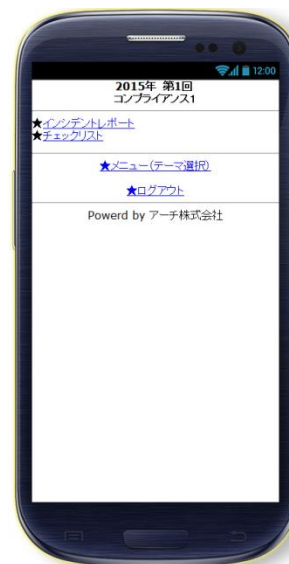 12:00
2015年 第1回
コンプライアンス1
★インシデントレポート
★チェックリスト
★メニュー(テーマ選択)
★ログアウト
Powerd by アーチ株式会社